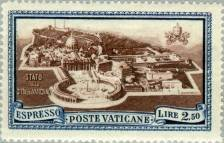 STATO
DELLA
CITTÀ DEL VATICANO
ESPRESSO
POSTE VATICANE
LIRE 2.50